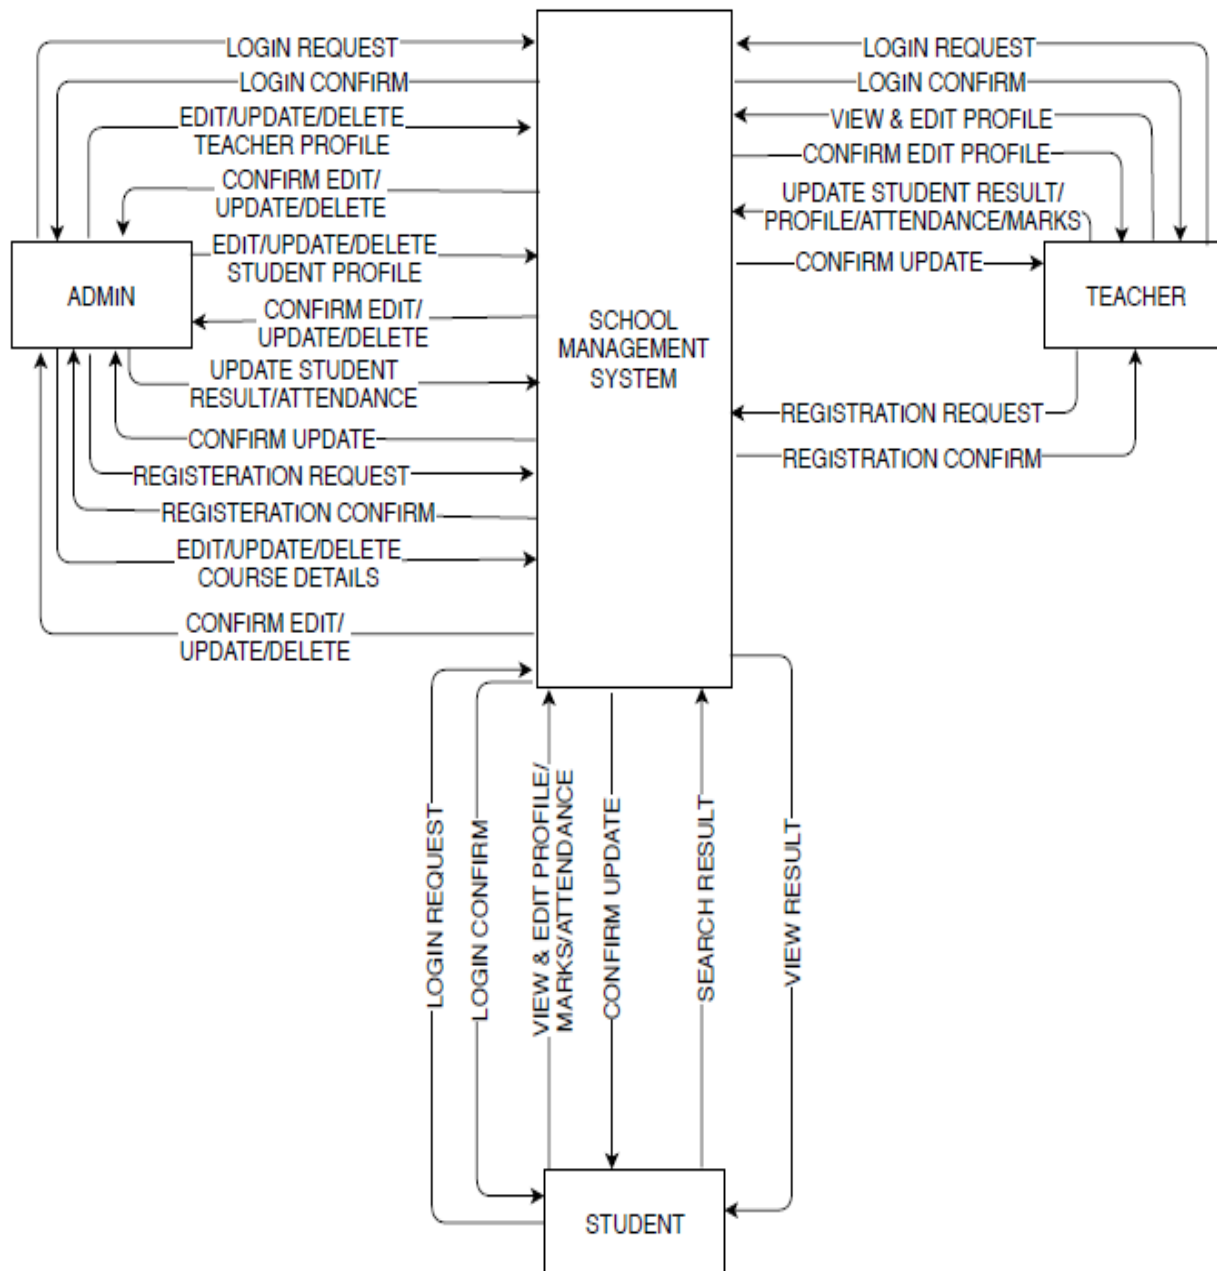 LOGIN REQUEST
LOGIN CONFIRM
EDIT/UPDATE/DELETE
TEACHER PROFILE
CONFIRM EDIT/
UPDATE/DELETE
EDIT/UPDATE/DELETE
STUDENT PROFILE
ADMIN
CONFIRM EDIT/
UPDATE/DELETE
UPDATE STUDENT
RESULT/ATTENDANCE
CONFIRM UPDATE
REGISTERATION REQUEST
REGISTERATION CONFIRM
EDIT/UPDATE/DELETE
COURSE DETAILS
CONFIRM EDIT/
UPDATE/DELETE
SCHOOL
MANAGEMENT
SYSTEM
LOGIN REQUEST
LOGIN CONFIRM
VIEW & EDIT PROFILE
CONFIRM EDIT PROFILE
UPDATE STUDENT RESULT/
PROFILE/ATTENDANCE/MARKS
CONFIRM UPDATE
TEACHER
REGISTRATION REQUEST
REGISTRATION CONFIRM
LOGIN REQUEST
LOGIN CONFIRM
VIEW & EDIT PROFILE/
MARKS/ATTENDANCE
CONFIRM UPDATE
SEARCH RESULT
VIEW RESULT
STUDENT